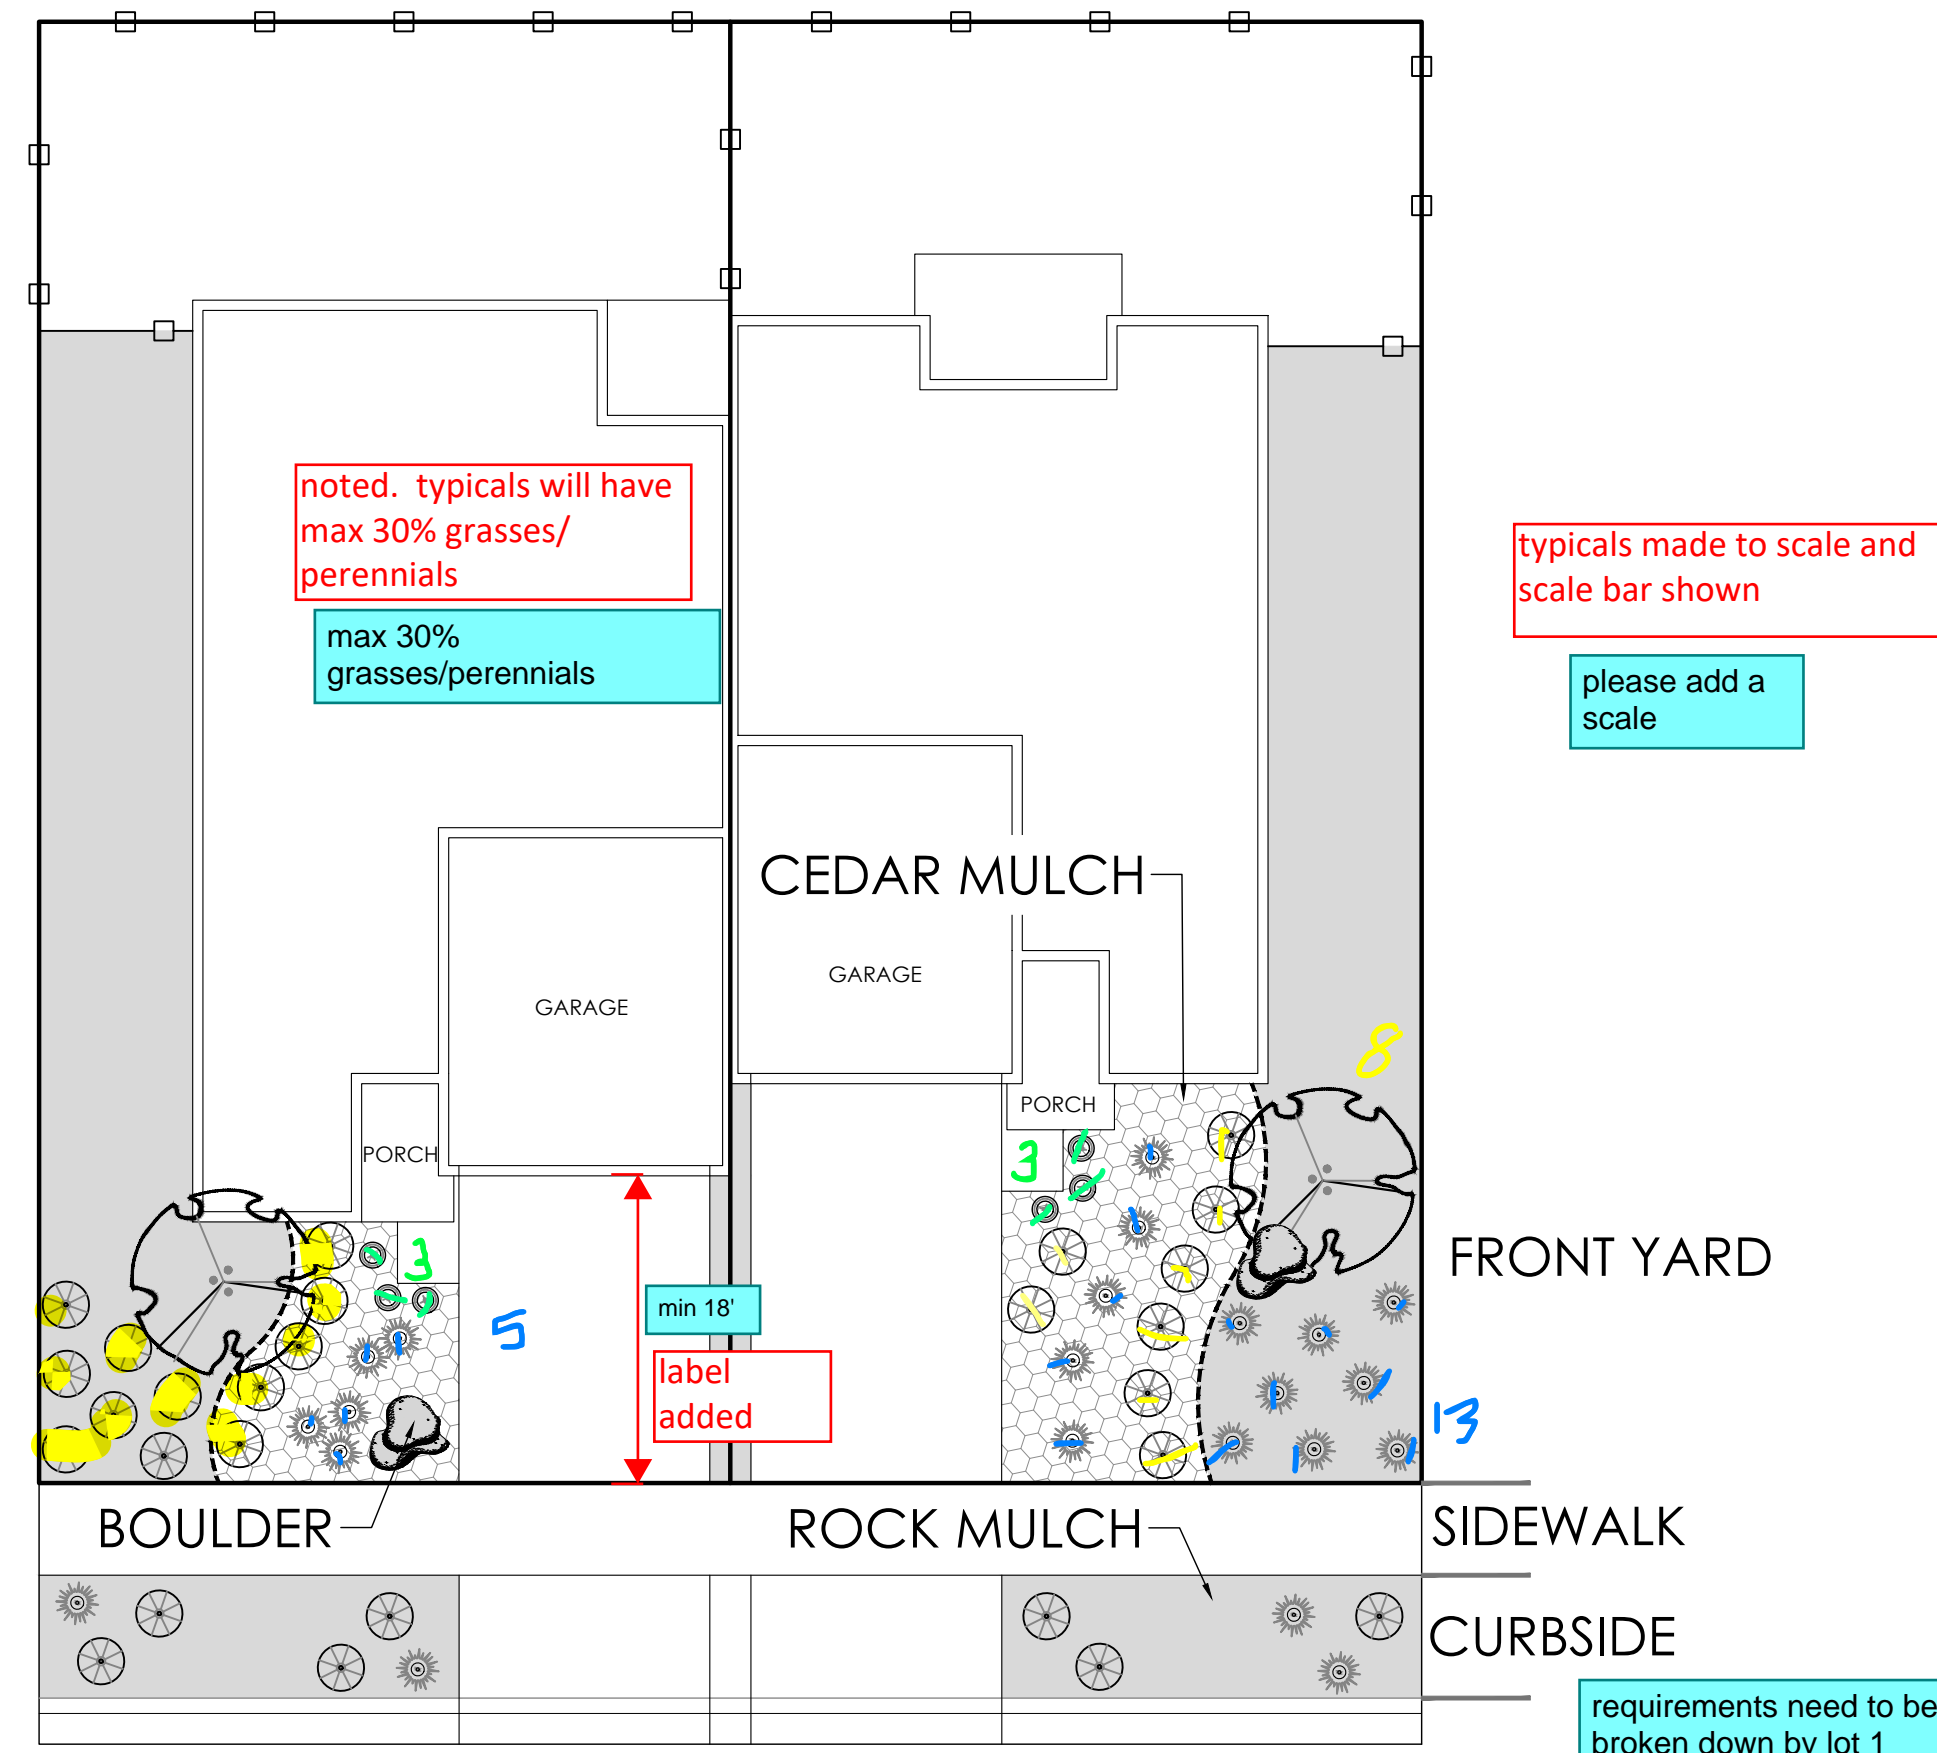 noted. typicals will have
max 30% grasses/
perennials
max 30%
grasses/perennials
typicals made to scale and
scale bar shown
please add a
scale
CEDAR MULCH
GARAGE
GARAGE
8
PORCH
3
PORCH
3
FRONT YARD
5
min 18'
label
added
13
BOULDER
ROCK MULCH
SIDEWALK
CURBSIDE
requirements need to be
broken down by lot 1